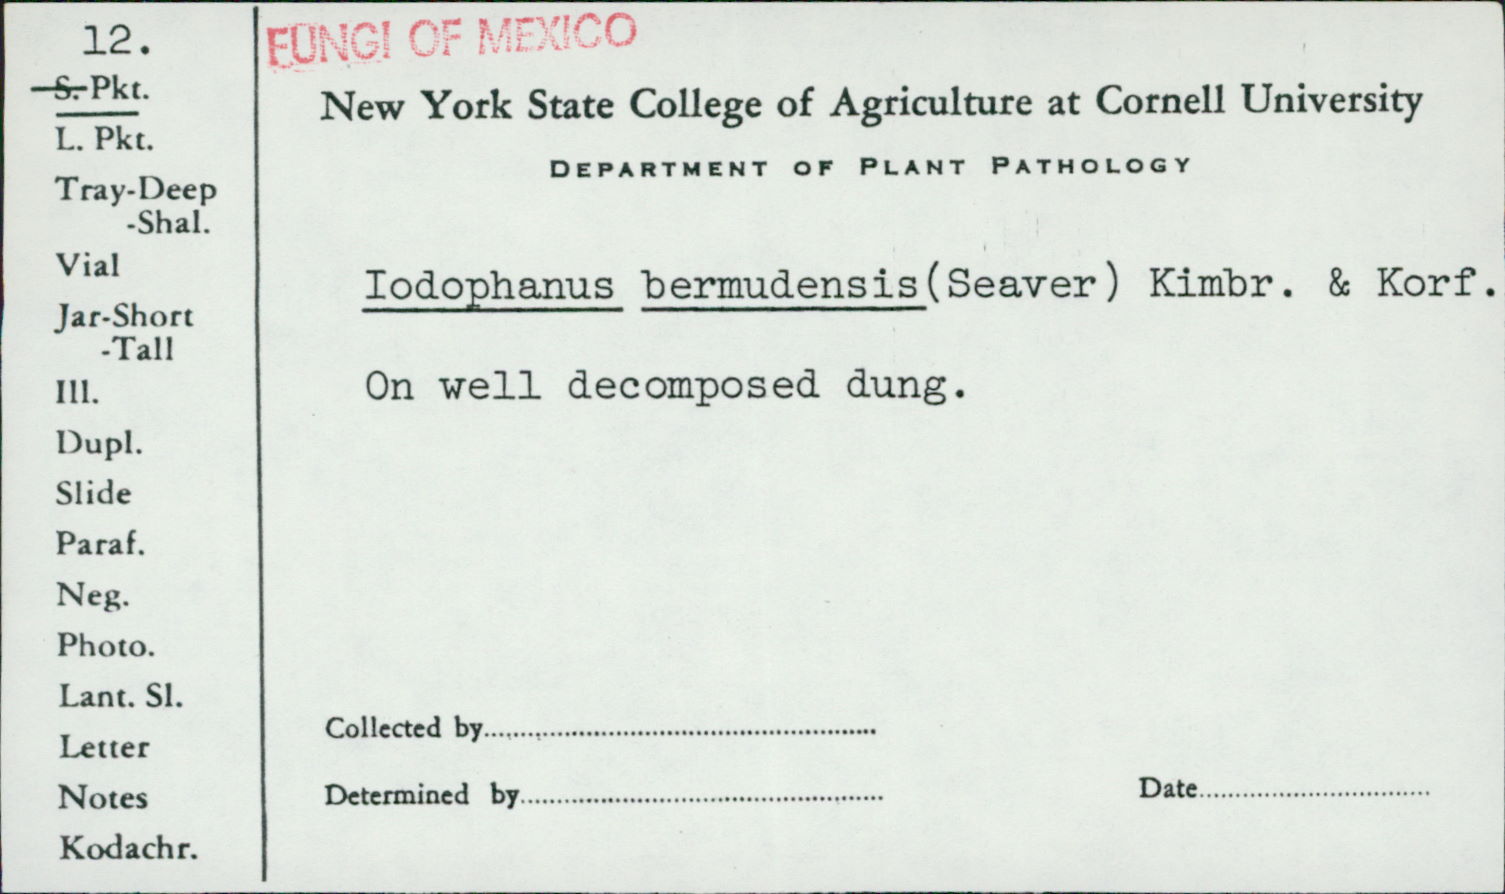 12.
S. Pkt.
L. Pkt.
Tray-Deep
-Shal.
Vial
Jar-Short
-Tall
Ill.
Dupl.
Slide
Paraf.
Neg.
Photo.
Lant. Sl.
Letter
Notes
Kodachr.
FUNGI OF MEXICO
New York State College of Agriculture at Cornell University
DEPARTMENT OF PLANT PATHOLOGY
Iodophanus bermudensis(Seaver) Kimbr. & Korf.
On well decomposed dung.
Collected by
Determined by
Date